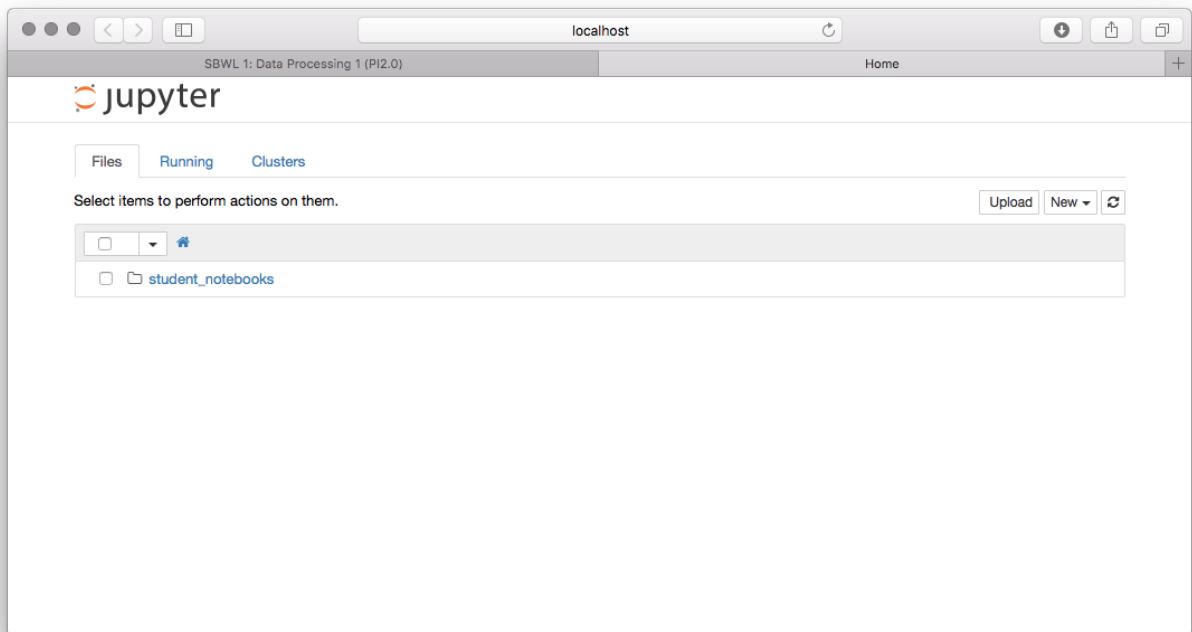 localhost
SBWL 1: Data Processing 1 (PI2.0)
Home
+
jupyter
Files Running Clusters
Select items to perform actions on them.
Upload New
student_notebooks